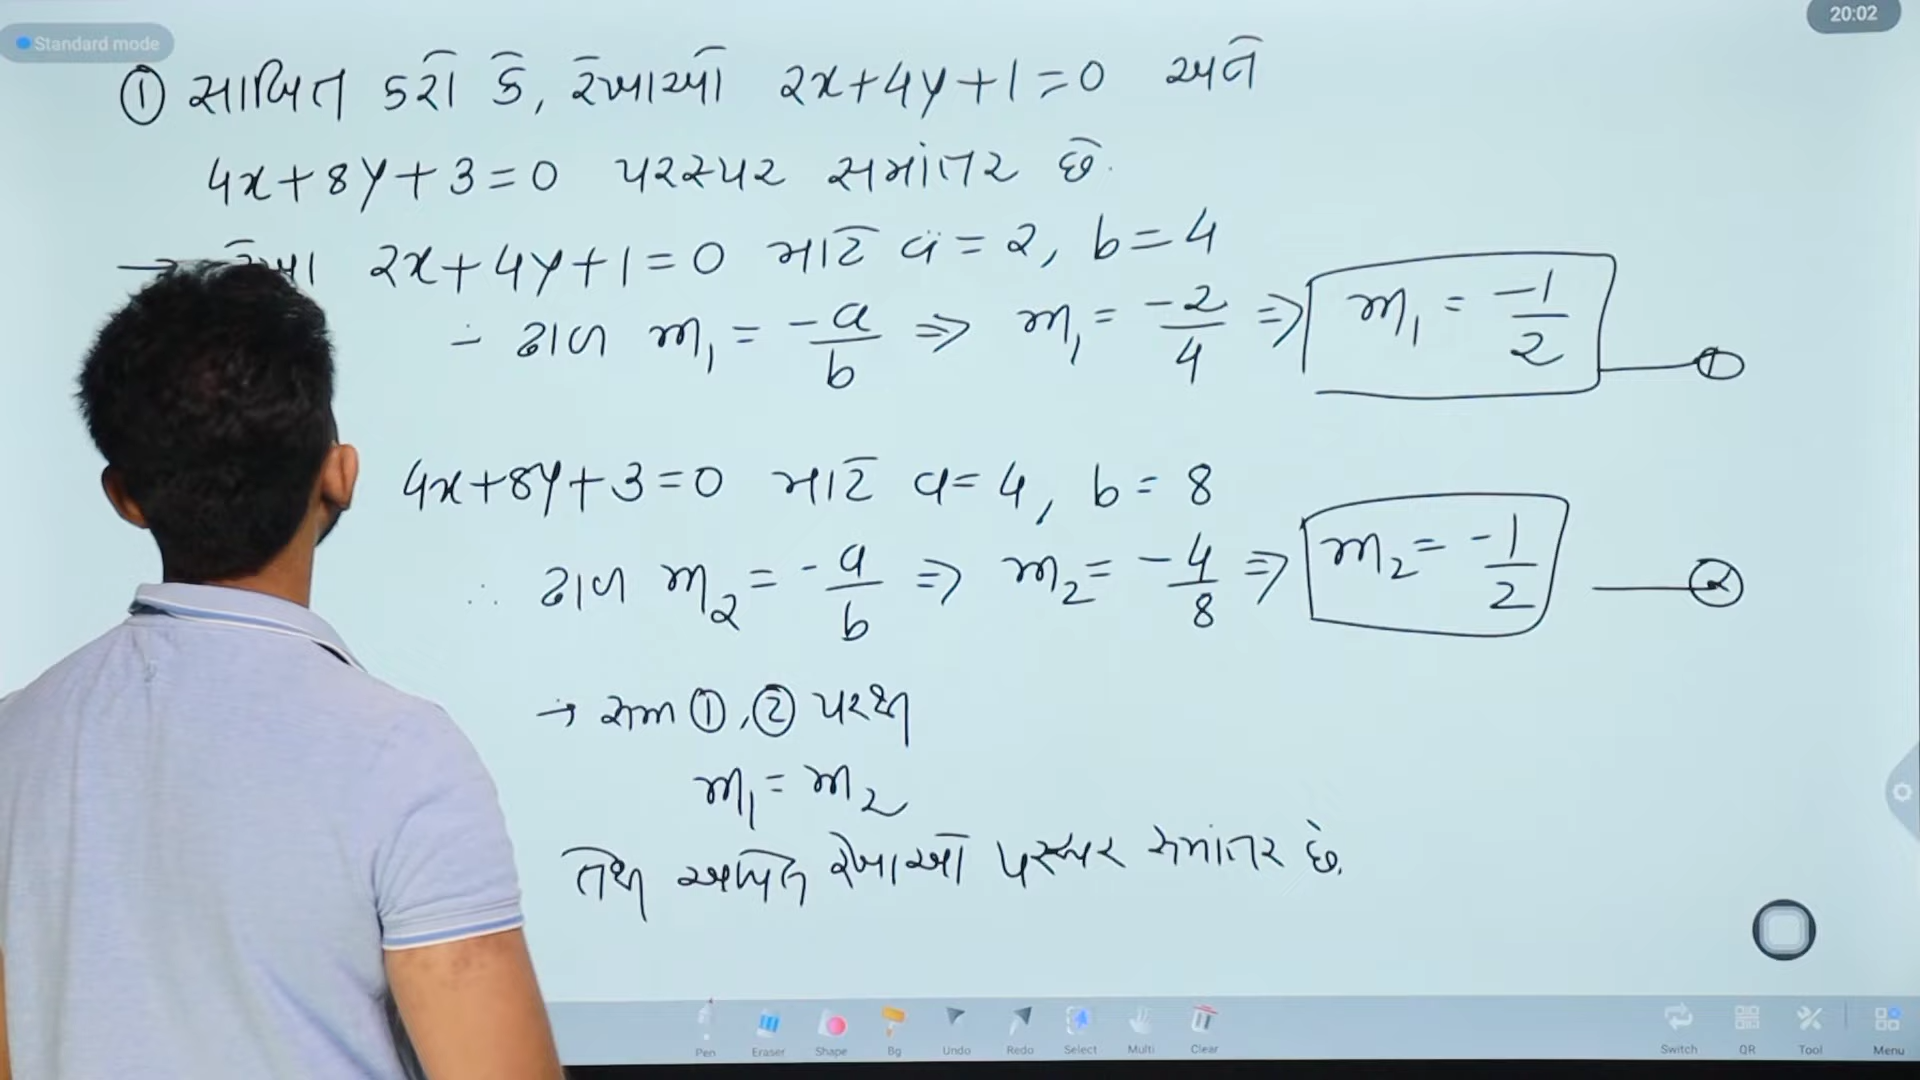 Standard mode
20:02
① સાબિત કરો કે, રેખાઓ 2x+4y+1=0 અને
4x+8y+3=0 પરસ્પર સમાંતર છે.
→ રેખા 2x+4y+1=0 માટે a=2, b=4
∴ ઢાળ m₁ = -a/b ⇒ m₁ = -2/4 ⇒ m₁ = -1/2 — ①
4x+8y+3=0 માટે a=4, b=8
∴ ઢાળ m₂ = -a/b ⇒ m₂ = -4/8 ⇒ m₂ = -1/2 — ②
→ સમી ①, ② પરથી
m₁ = m₂
તેથી આપેલ રેખાઓ પરસ્પર સમાંતર છે.
Pen Eraser Shape Bg Undo Redo Select Multi Clear Switch QR Tool Menu